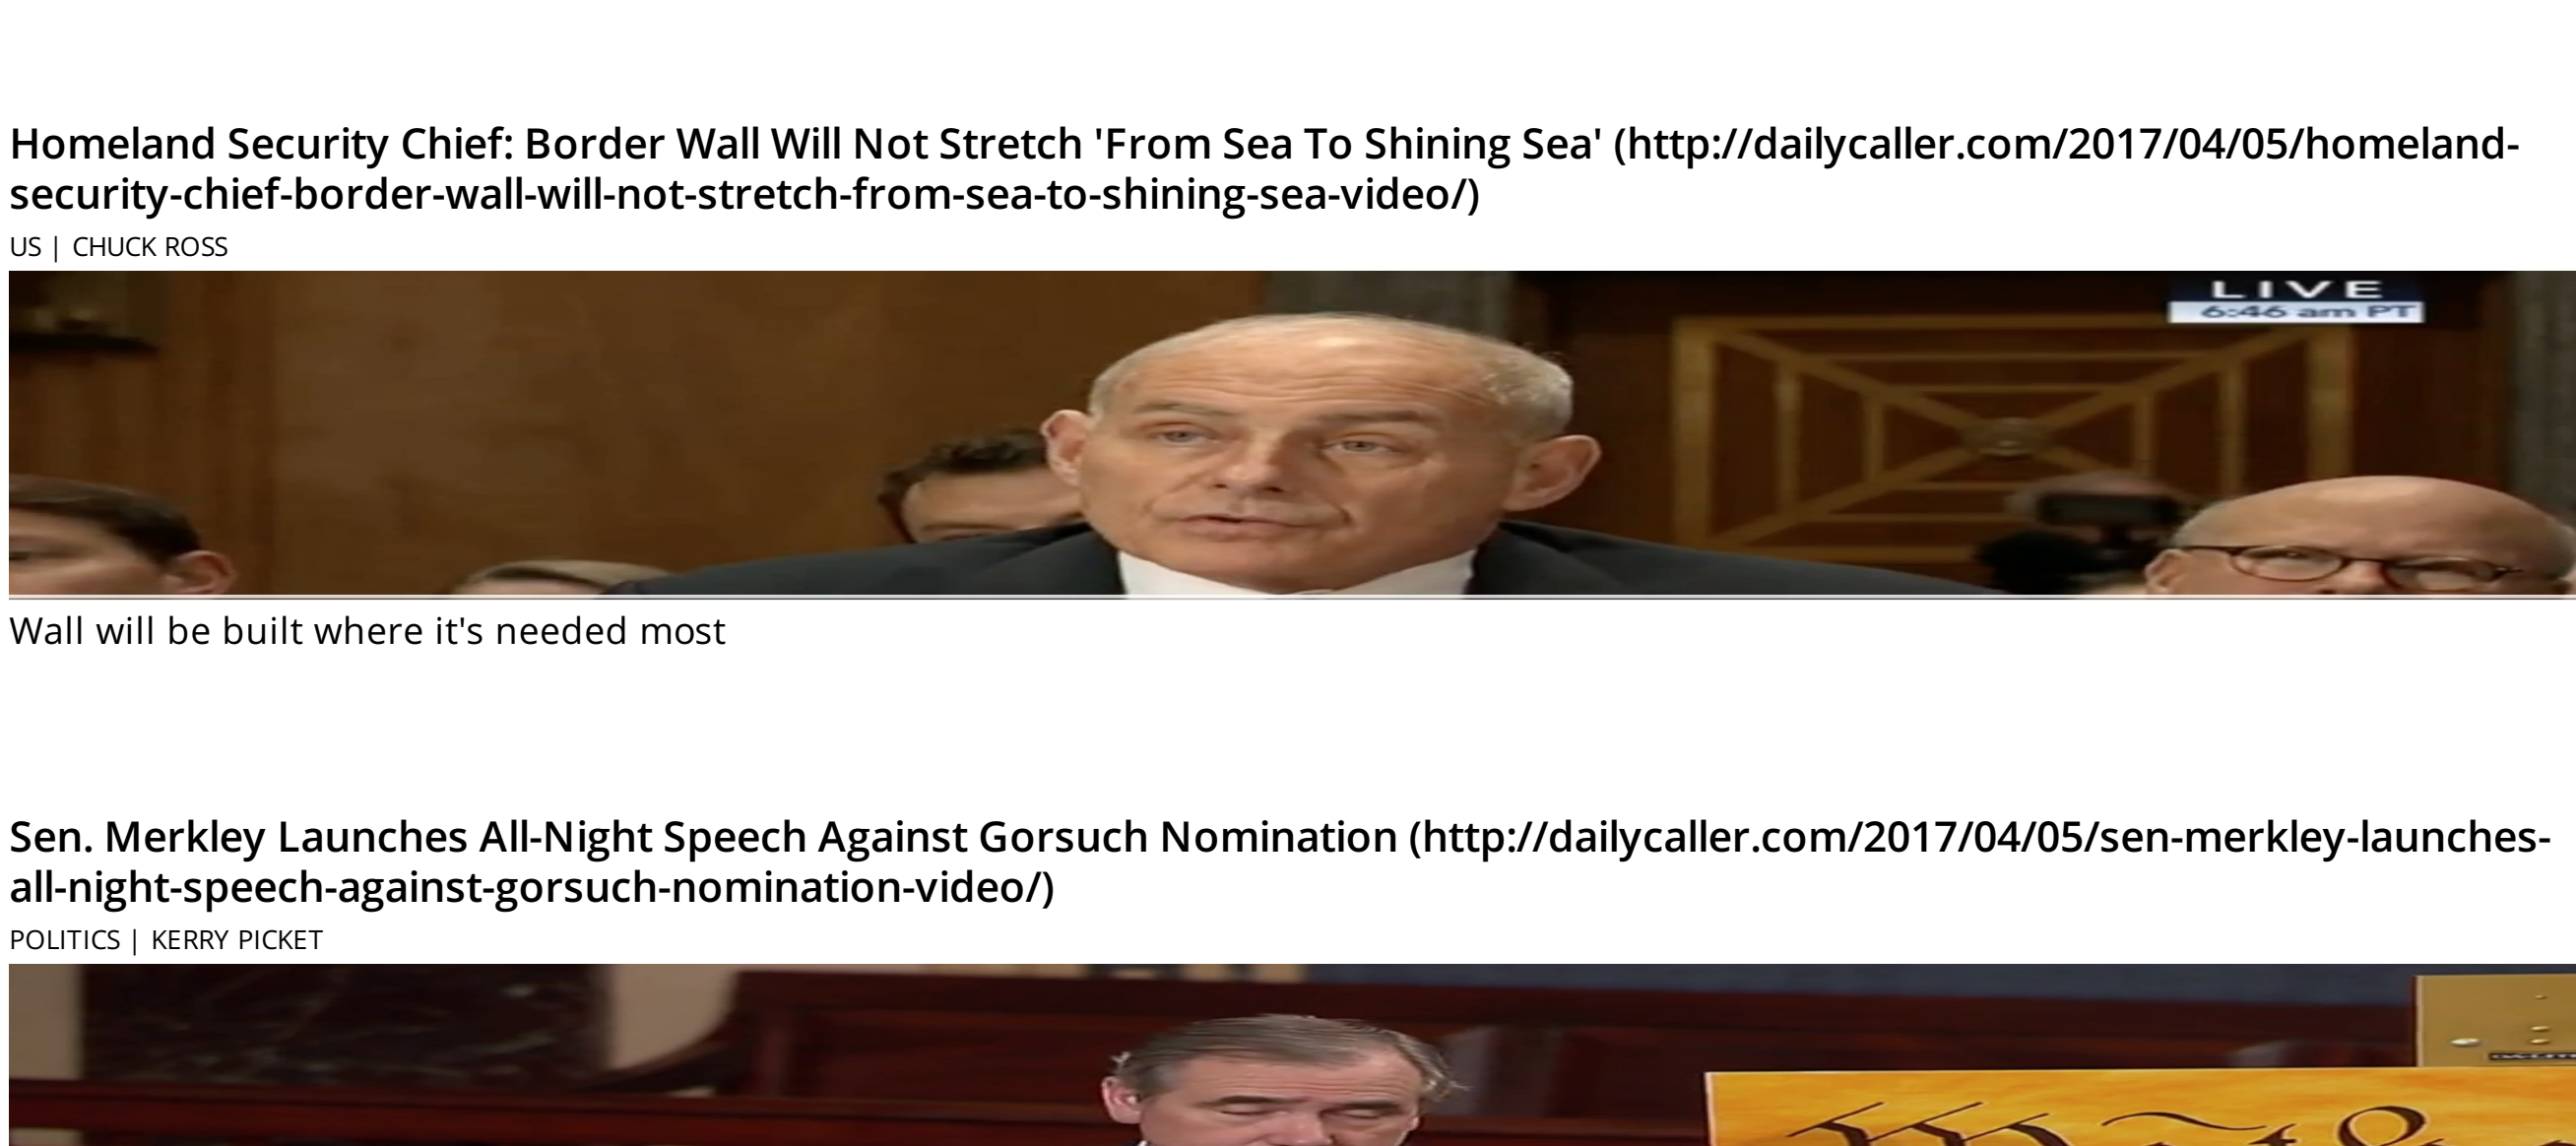 Homeland Security Chief: Border Wall Will Not Stretch 'From Sea To Shining Sea' (http://dailycaller.com/2017/04/05/homeland-
security-chief-border-wall-will-not-stretch-from-sea-to-shining-sea-video/)
US | CHUCK ROSS
LIVE
6:46 am PT
Wall will be built where it's needed most
Sen. Merkley Launches All-Night Speech Against Gorsuch Nomination (http://dailycaller.com/2017/04/05/sen-merkley-launches-
all-night-speech-against-gorsuch-nomination-video/)
POLITICS | KERRY PICKET